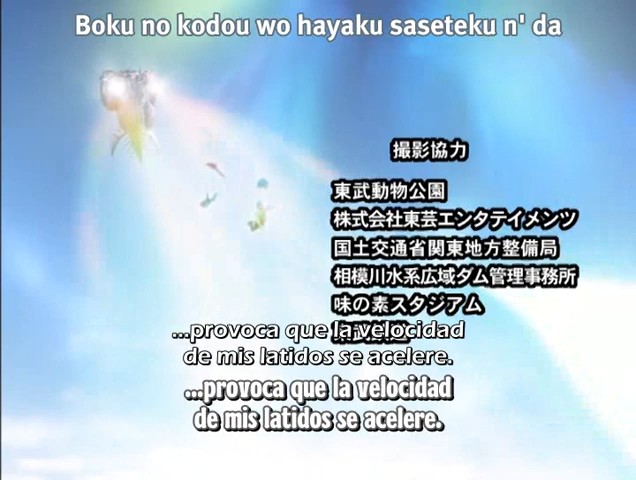 Boku no kodou wo hayaku saseteku n' da
撮影協力
東武動物公園
株式会社東芸エンタテイメンツ
国土交通省関東地方整備局
相模川水系広域ダム管理事務所
味の素スタジアム
...provoca que la velocidad
de mis latidos se acelere.
...provoca que la velocidad
de mis latidos se acelere.